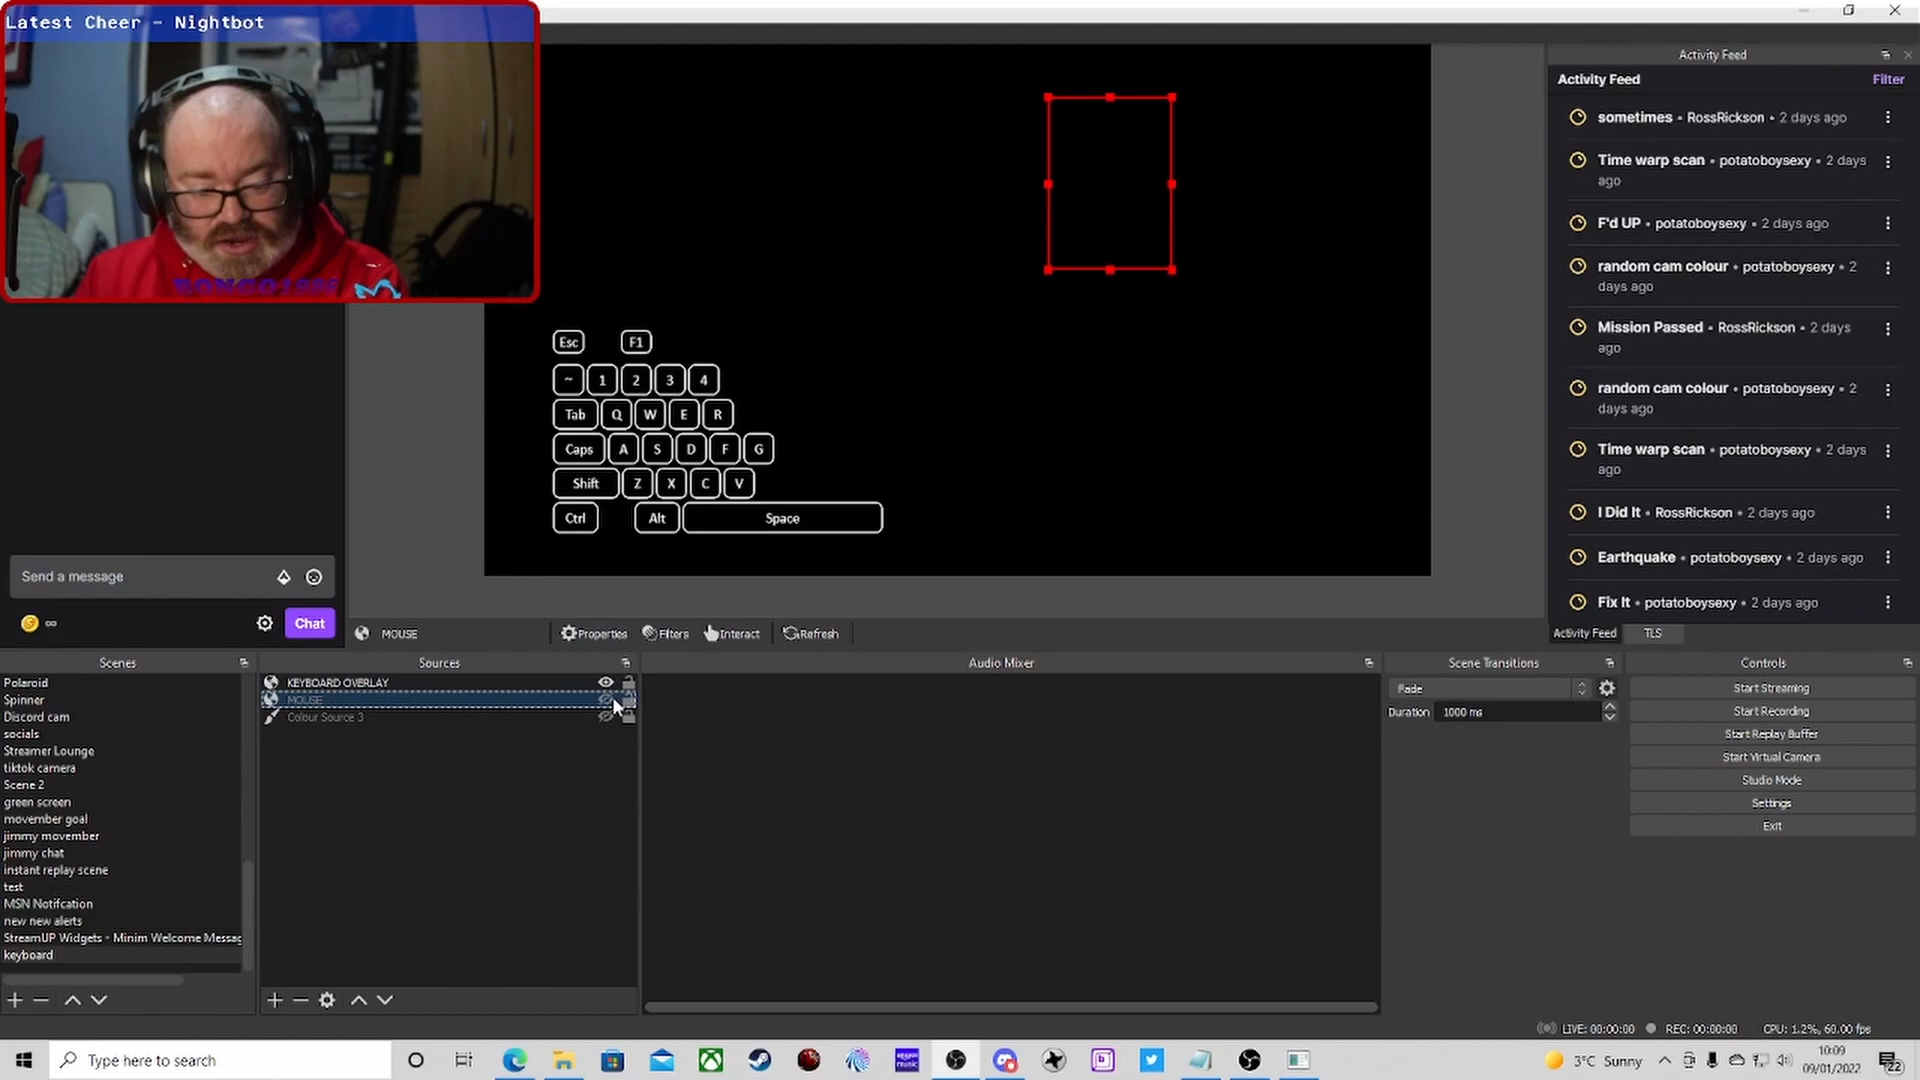 Latest Cheer - Nightbot
Activity Feed
Activity Feed
Filter
sometimes • RossRickson • 2 days ago
Time warp scan • potatoboysexy • 2 days
ago
F'd UP • potatoboysexy • 2 days ago
random cam colour • potatoboysexy • 2
days ago
Mission Passed • RossRickson • 2 days
ago
random cam colour • potatoboysexy • 2
days ago
Time warp scan • potatoboysexy • 2 days
ago
I Did It • RossRickson • 2 days ago
Earthquake • potatoboysexy • 2 days ago
Fix It • potatoboysexy • 2 days ago
Activity Feed
TLS
Esc F1
~ 1 2 3 4
Tab Q W E R
Caps A S D F G
Shift Z X C V
Ctrl Alt Space
Send a message
∞
Chat
MOUSE
Properties
Filters
Interact
Refresh
Scenes
Polaroid
Spinner
Discord cam
socials
Streamer Lounge
tiktok camera
Scene 2
green screen
movember goal
jimmy movember
jimmy chat
instant replay scene
test
MSN Notifcation
new new alerts
StreamUP Widgets • Minim Welcome Messag
keyboard
Sources
KEYBOARD OVERLAY
MOUSE
Colour Source 3
Audio Mixer
Scene Transitions
Fade
Duration 1000 ms
Controls
Start Streaming
Start Recording
Start Replay Buffer
Start Virtual Camera
Studio Mode
Settings
Exit
LIVE: 00:00:00 REC: 00:00:00 CPU: 1.2%, 60.00 fps
Type here to search
amazon
music
3°C Sunny
10:09
09/01/2022
22